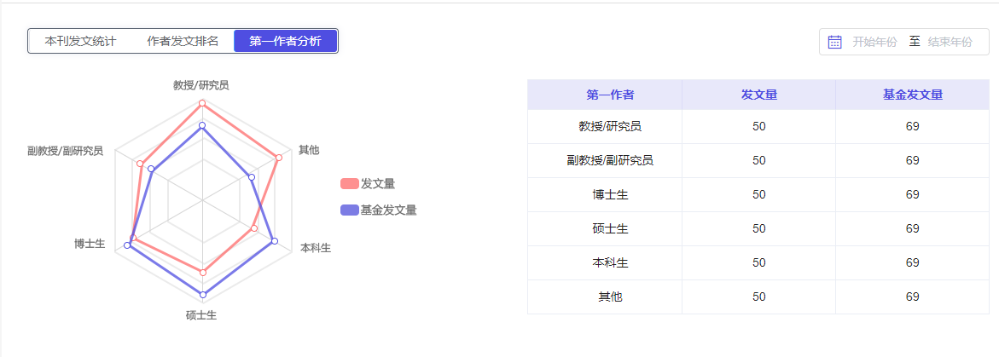 本刊发文统计 作者发文排名 第一作者分析
开始年份 至 结束年份
教授/研究员
副教授/副研究员
其他
博士生
本科生
硕士生
发文量
基金发文量
第一作者 发文量 基金发文量
教授/研究员 50 69
副教授/副研究员 50 69
博士生 50 69
硕士生 50 69
本科生 50 69
其他 50 69